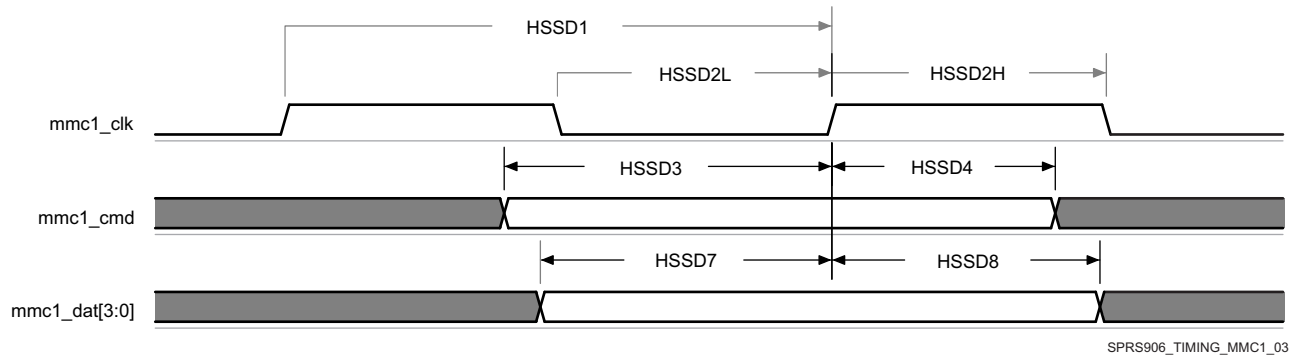 HSSD1
HSSD2L HSSD2H
mmc1_clk
HSSD3 HSSD4
mmc1_cmd
HSSD7 HSSD8
mmc1_dat[3:0]
SPRS906_TIMING_MMC1_03